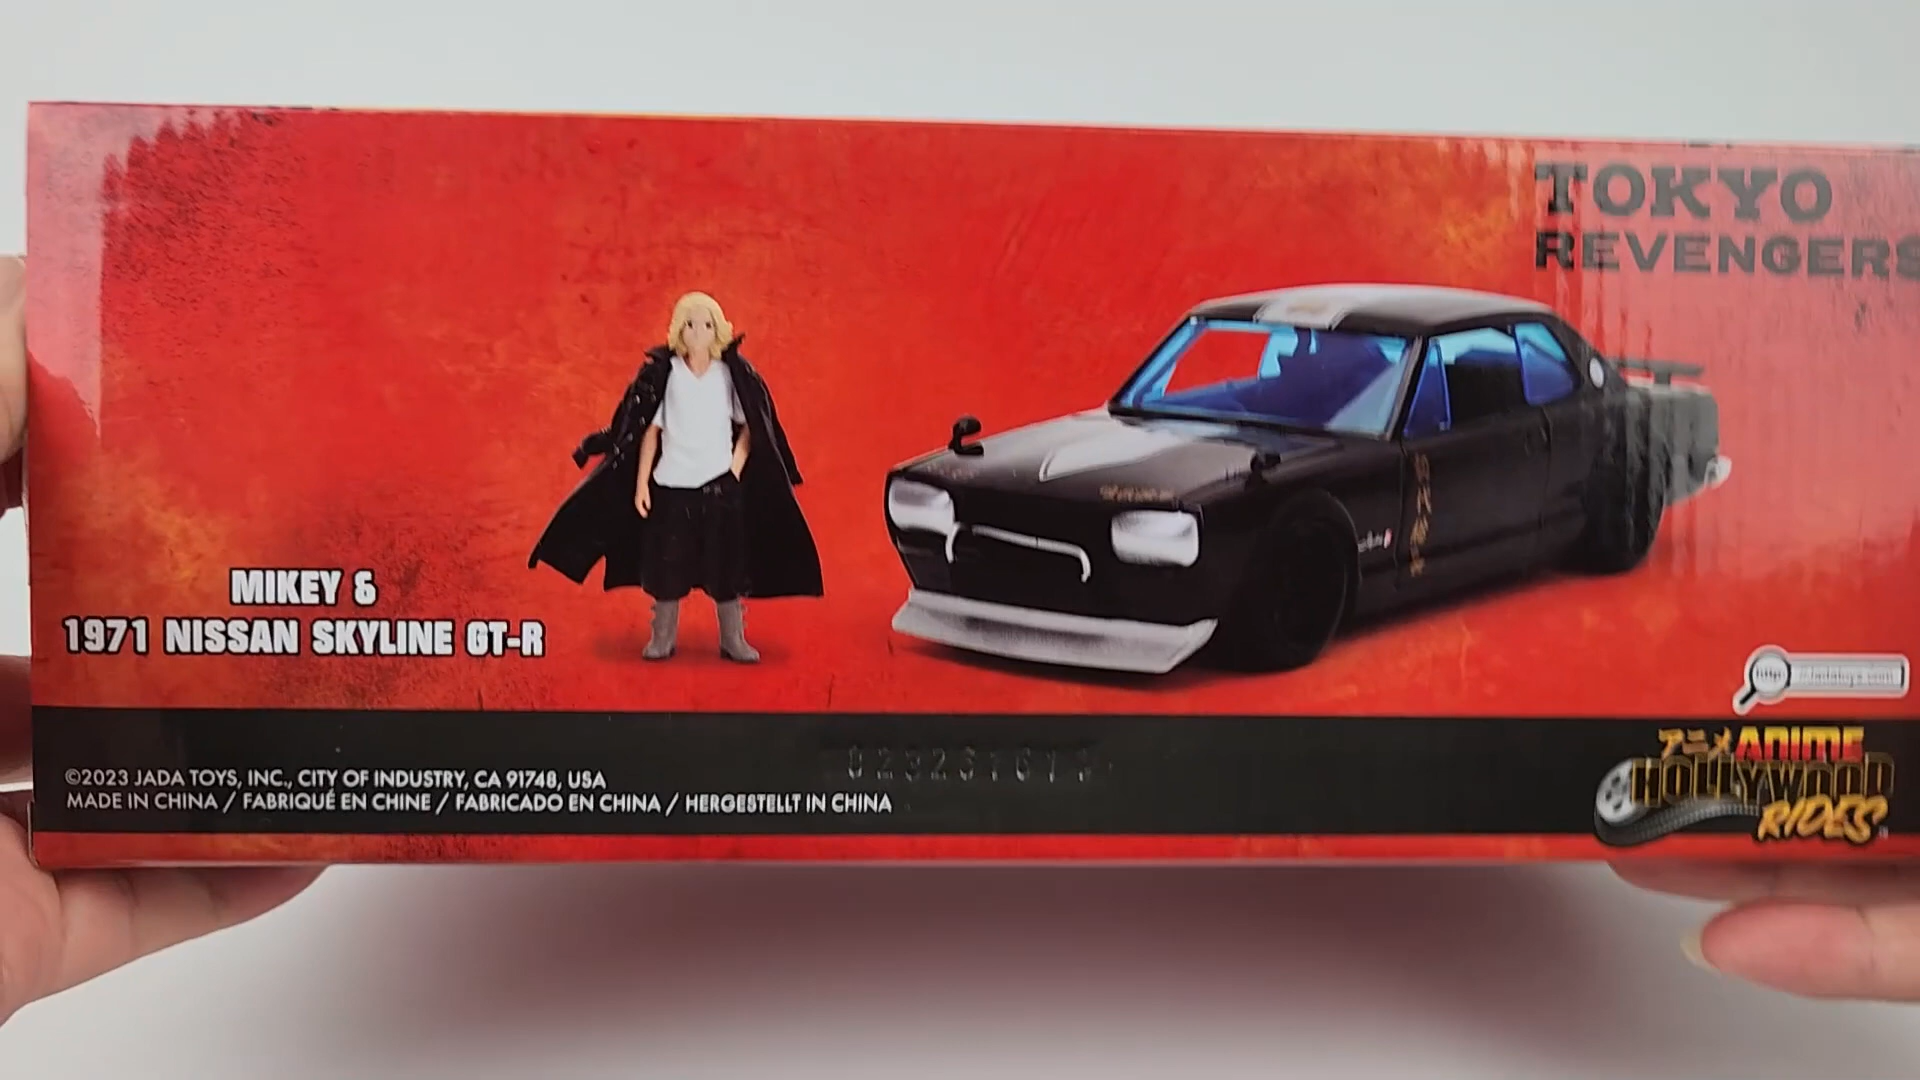 TOKYO
REVENGERS
MIKEY &
1971 NISSAN SKYLINE GT-R
©2023 JADA TOYS, INC., CITY OF INDUSTRY, CA 91748, USA
MADE IN CHINA / FABRIQUÉ EN CHINE / FABRICADO EN CHINA / HERGESTELLT IN CHINA
アニメ ANIME
HOLLYWOOD
RIDES